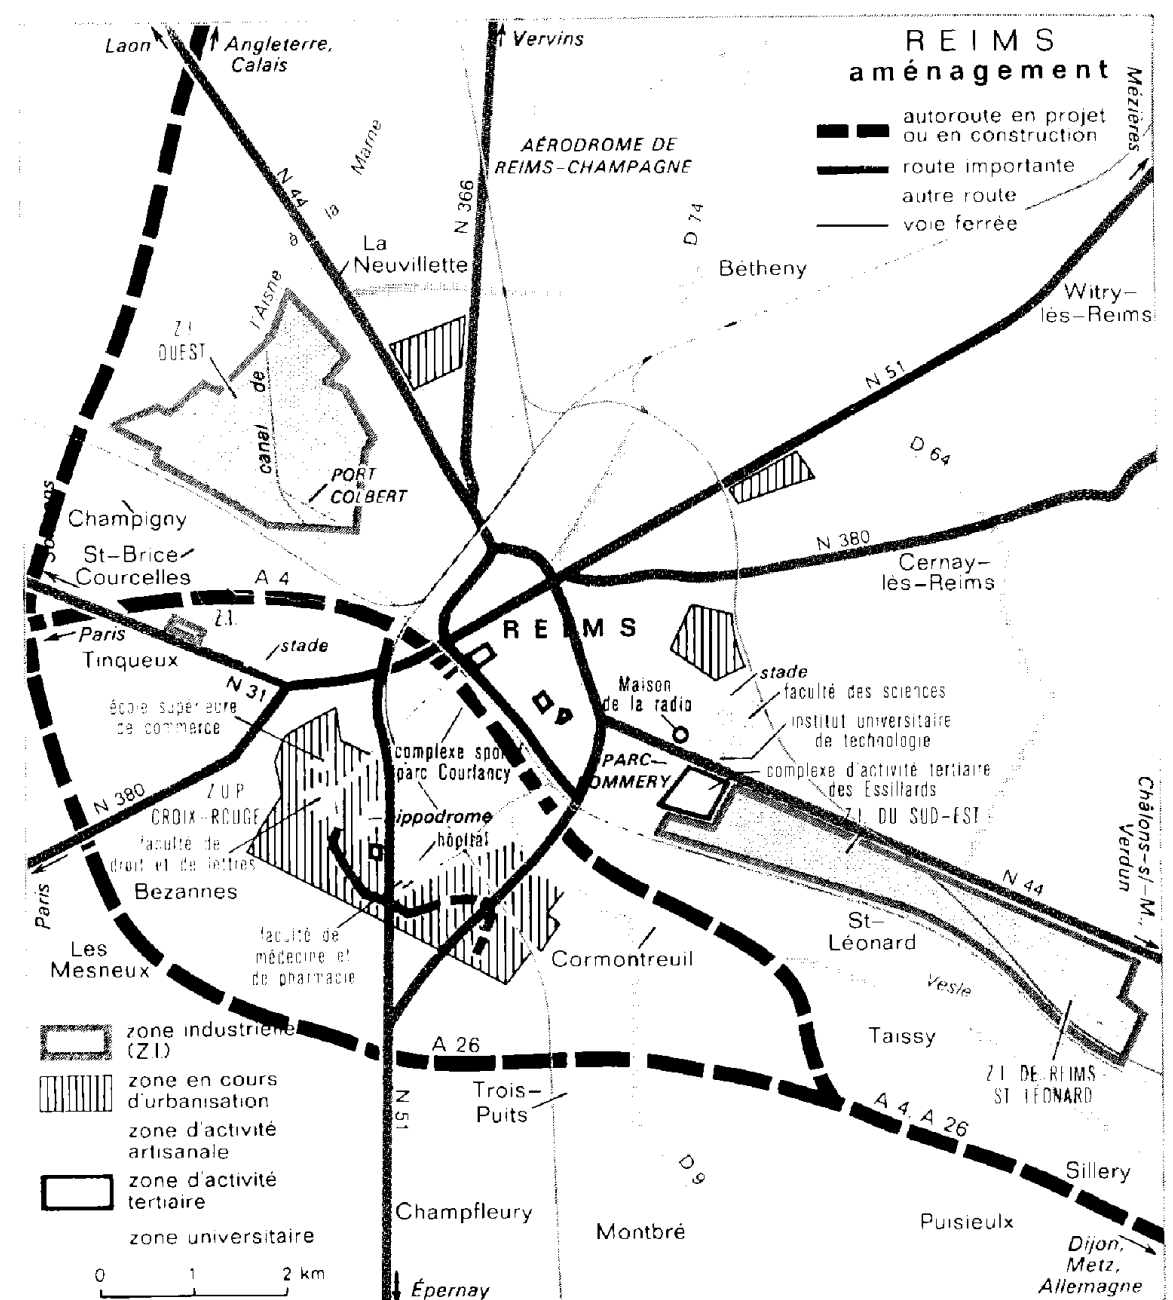 REIMS
aménagement
autoroute en projet
ou en construction
route importante
autre route
voie ferrée
Laon
Angleterre,
Calais
Vervins
Mézières
AÉRODROME DE
REIMS-CHAMPAGNE
N 44
N 366
D 74
à la Marne
La
Neuvillette
Bétheny
Witry-
lès-Reims
Z.I.
OUEST
canal de l'Aisne
PORT
COLBERT
N 51
D 64
N 380
Cernay-
lès-Reims
Champigny
St-Brice-
Courcelles
A 4
Z.I.
Paris
Tinqueux
stade
N 31
REIMS
Maison
de la radio
stade
faculté des sciences
institut universitaire
de technologie
complexe d'activité tertiaire
des Essillards
PARC-
POMMERY
Z.I. DU SUD-EST
école supérieure
de commerce
complexe sportif
parc Courlancy
Z.U.P.
CROIX-ROUGE
hippodrome
hôpital
faculté de
droit et de lettres
N 380
Paris
Bezannes
Les
Mesneux
faculté de
médecine et
de pharmacie
Cormontreuil
St-
Léonard
N 44
Châlons-s/-M.,
Verdun
Vesle
Taissy
Z.I. DE REIMS-
ST LÉONARD
A 26
Trois-
Puits
N 51
A 4, A 26
D 9
Sillery
Puisieulx
Champfleury
Montbré
Dijon,
Metz,
Allemagne
Épernay
zone industrielle
(Z.I.)
zone en cours
d'urbanisation
zone d'activité
artisanale
zone d'activité
tertiaire
zone universitaire
0 1 2 km